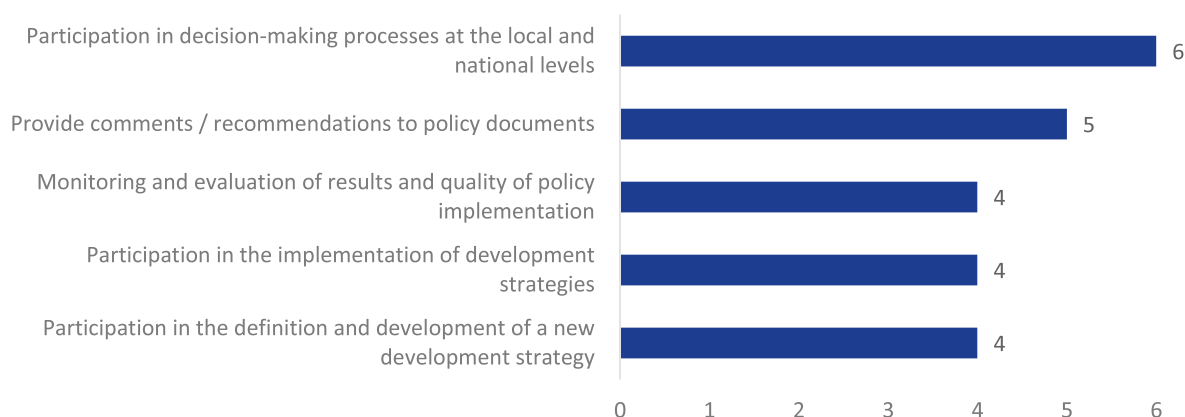 Participation in decision-making processes at the local and
national levels
6
Provide comments / recommendations to policy documents
5
Monitoring and evaluation of results and quality of policy
implementation
4
Participation in the implementation of development
strategies
4
Participation in the definition and development of a new
development strategy
4
0 1 2 3 4 5 6